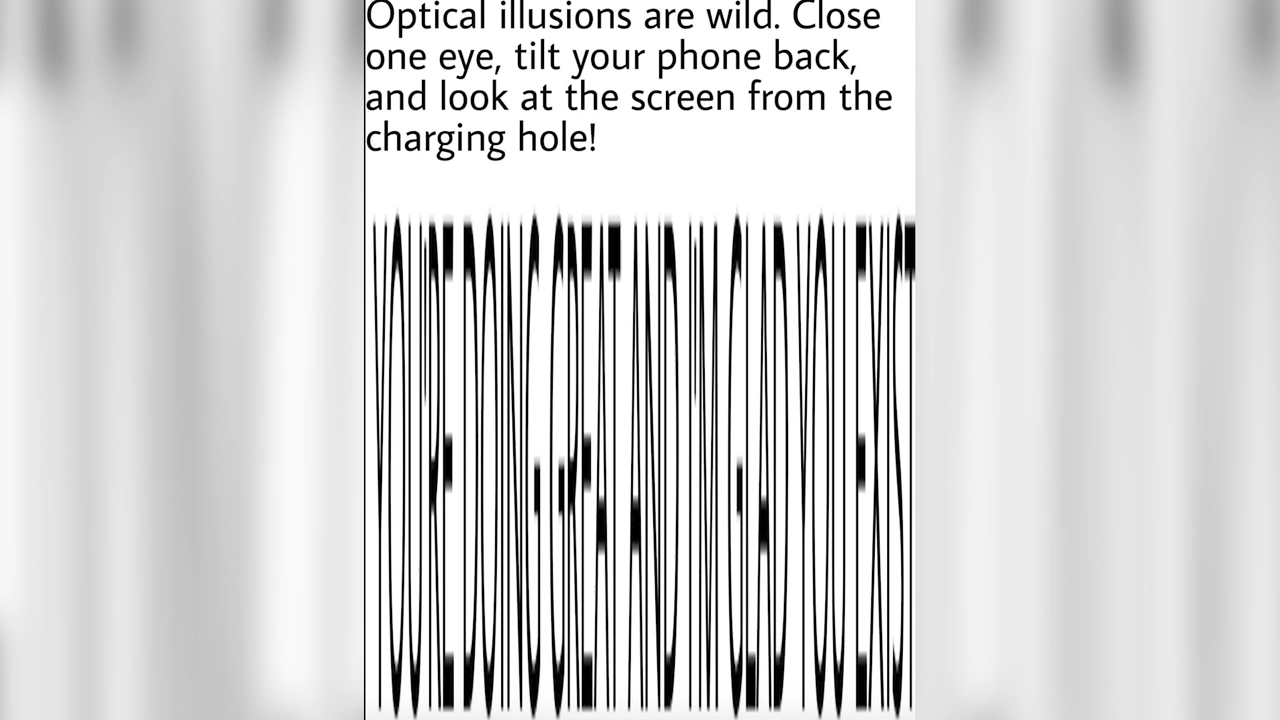 Optical illusions are wild. Close
one eye, tilt your phone back,
and look at the screen from the
charging hole!
YOU'RE DOING GREAT AND I'M GLAD YOU EXIST